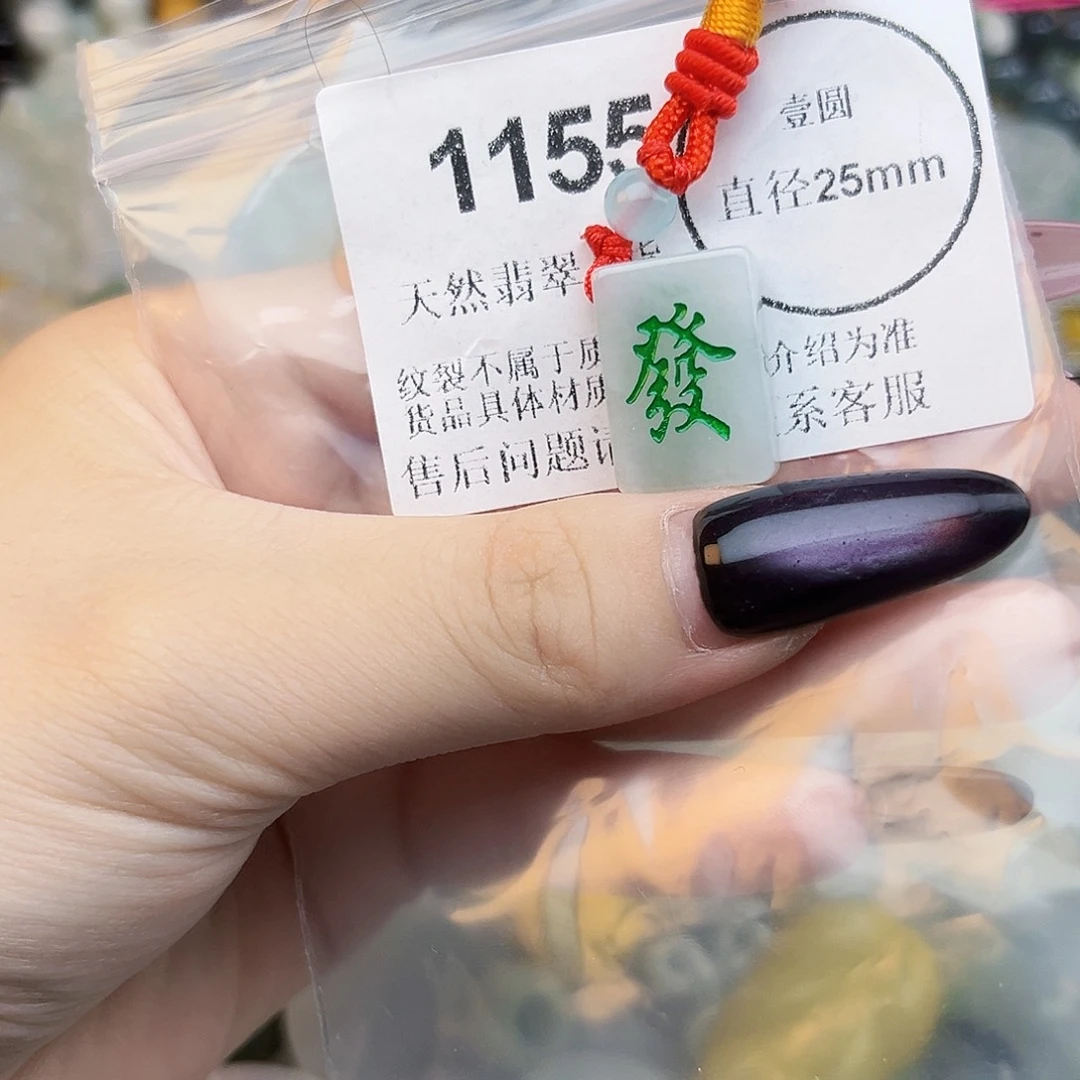 1155
壹圆
直径25mm
天然翡翠
發
纹裂不属于质
介绍为准
货品具体材质
系客服
售后问题